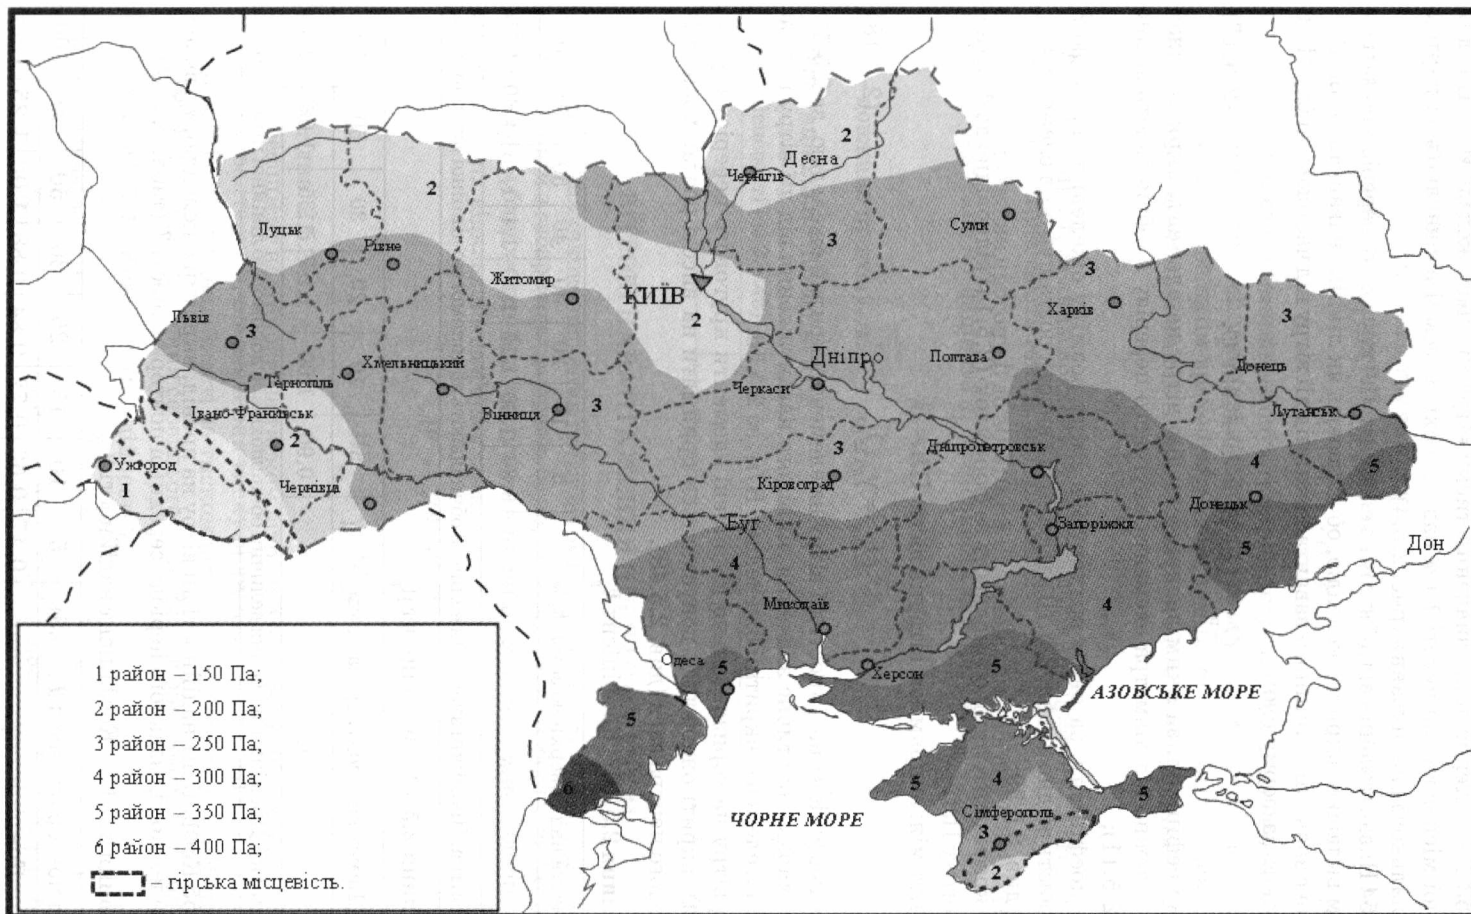 2
Десна
Чернігів
2
Суми
3
Луцьк
Рівне
3
Житомир
КИЇВ
Харків
2
3
Львів
3
Дніпро
Полтава
Хмельницький
Донець
Тернопіль
Черкаси
3
Вінниця
Івано-Франківськ
Луганськ
2
3
Дніпропетровськ
4
Ужгород
5
1
Кіровоград
Чернівці
Донецьк
Буг
Запоріжжя
Дон
5
4
Миколаїв
4
Одеса
5
Херсон
5
АЗОВСЬКЕ МОРЕ
5
4
5
5
6
Сімферополь
ЧОРНЕ МОРЕ
3
2
1 район – 150 Па;
2 район – 200 Па;
3 район – 250 Па;
4 район – 300 Па;
5 район – 350 Па;
6 район – 400 Па;
– гірська місцевість.